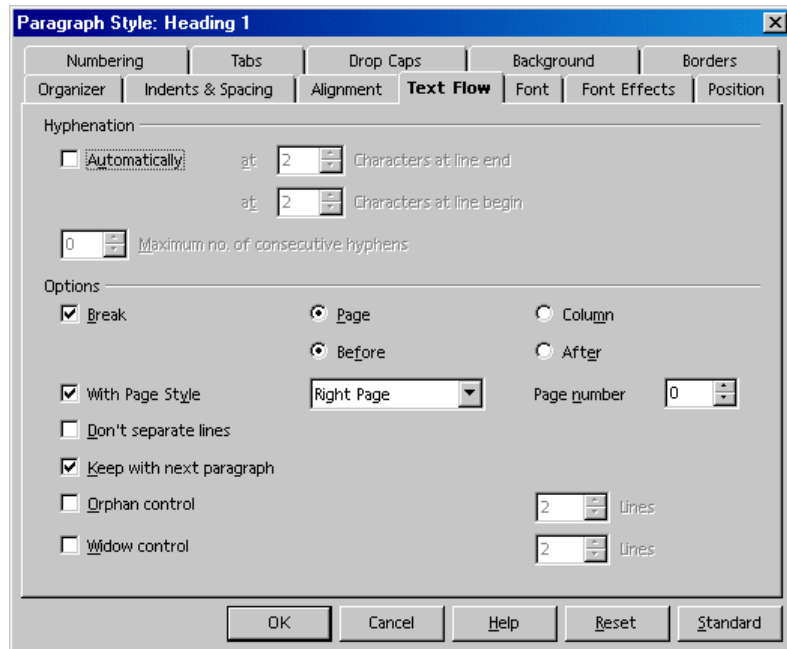 Paragraph Style: Heading 1
Numbering Tabs Drop Caps Background Borders
Organizer Indents & Spacing Alignment Text Flow Font Font Effects Position
Hyphenation
Automatically at 2 Characters at line end
at 2 Characters at line begin
0 Maximum no. of consecutive hyphens
Options
Break Page Column
Before After
With Page Style Right Page Page number 0
Don't separate lines
Keep with next paragraph
Orphan control 2 Lines
Widow control 2 Lines
OK Cancel Help Reset Standard